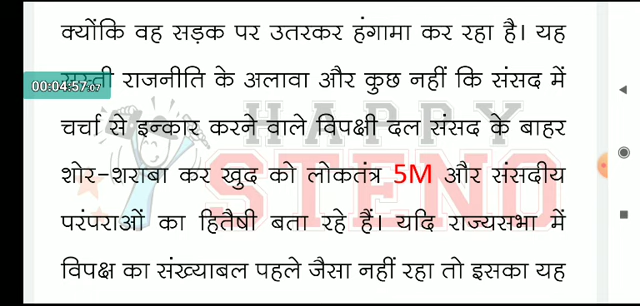 क्योंकि वह सड़क पर उतरकर हंगामा कर रहा है। यह
सस्ती राजनीति के अलावा और कुछ नहीं कि संसद में
00:04:57:07
चर्चा से इन्कार करने वाले विपक्षी दल संसद के बाहर
शोर-शराबा कर खुद को लोकतंत्र 5M और संसदीय
परंपराओं का हितैषी बता रहे हैं। यदि राज्यसभा में
विपक्ष का संख्याबल पहले जैसा नहीं रहा तो इसका यह
HAPPY
STENO